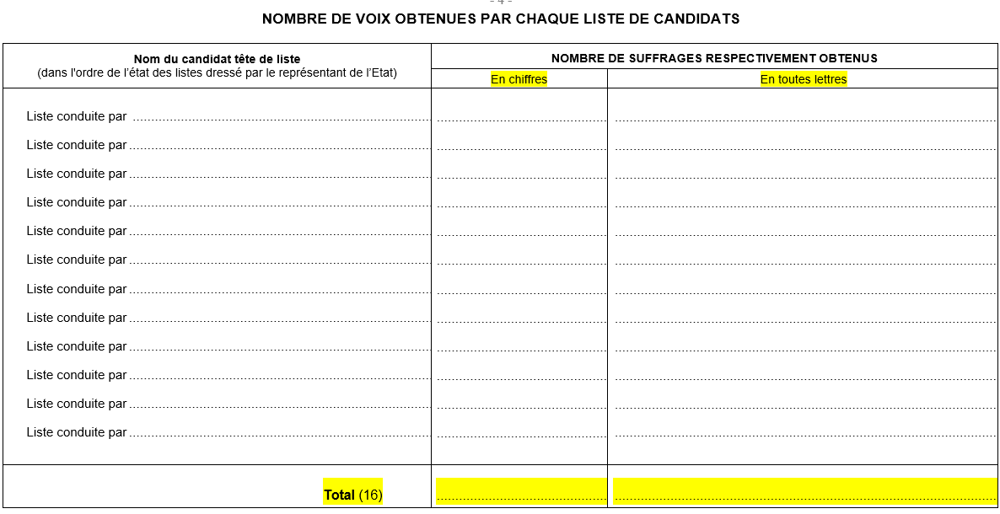 - 4 -
NOMBRE DE VOIX OBTENUES PAR CHAQUE LISTE DE CANDIDATS
Nom du candidat tête de liste
(dans l'ordre de l’état des listes dressé par le représentant de l’Etat)
NOMBRE DE SUFFRAGES RESPECTIVEMENT OBTENUS
En chiffres
En toutes lettres
Liste conduite par
Liste conduite par
Liste conduite par
Liste conduite par
Liste conduite par
Liste conduite par
Liste conduite par
Liste conduite par
Liste conduite par
Liste conduite par
Liste conduite par
Liste conduite par
Total (16)